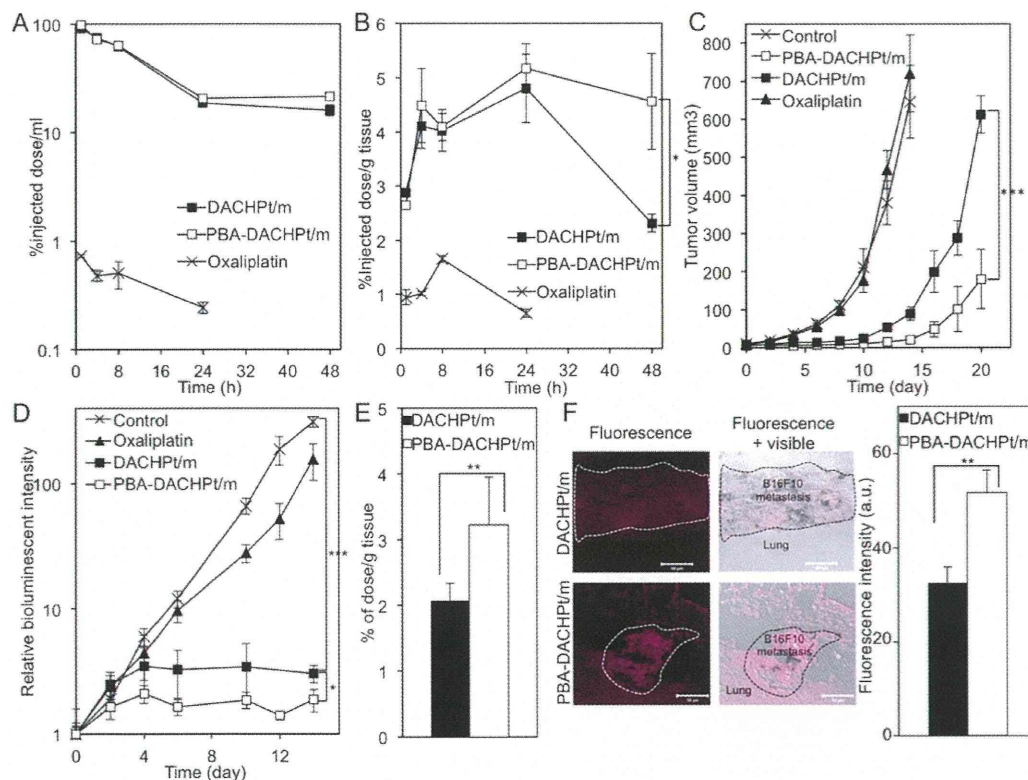 A
%injected dose/ml
100
10
1
0.1
DACHPt/m
PBA-DACHPt/m
Oxaliplatin
0 8 16 24 32 40 48
Time (h)
B
%Injected dose/g tissue
6
5
4
3
2
1
0
*
DACHPt/m
PBA-DACHPt/m
Oxaliplatin
0 8 16 24 32 40 48
Time (h)
C
Tumor volume (mm3)
800
700
600
500
400
300
200
100
0
Control
PBA-DACHPt/m
DACHPt/m
Oxaliplatin
***
0 5 10 15 20
Time (day)
D
Relative bioluminescent intensity
100
10
1
Control
Oxaliplatin
DACHPt/m
PBA-DACHPt/m
***
*
0 4 8 12
Time (day)
E
% of dose/g tissue
5
4
3
2
1
0
DACHPt/m
PBA-DACHPt/m
**
F
Fluorescence
Fluorescence
+ visible
DACHPt/m
B16F10
metastasis
Lung
PBA-DACHPt/m
B16F10
metastasis
Lung
Fluorescence intensity (a.u.)
60
40
20
0
DACHPt/m
PBA-DACHPt/m
**